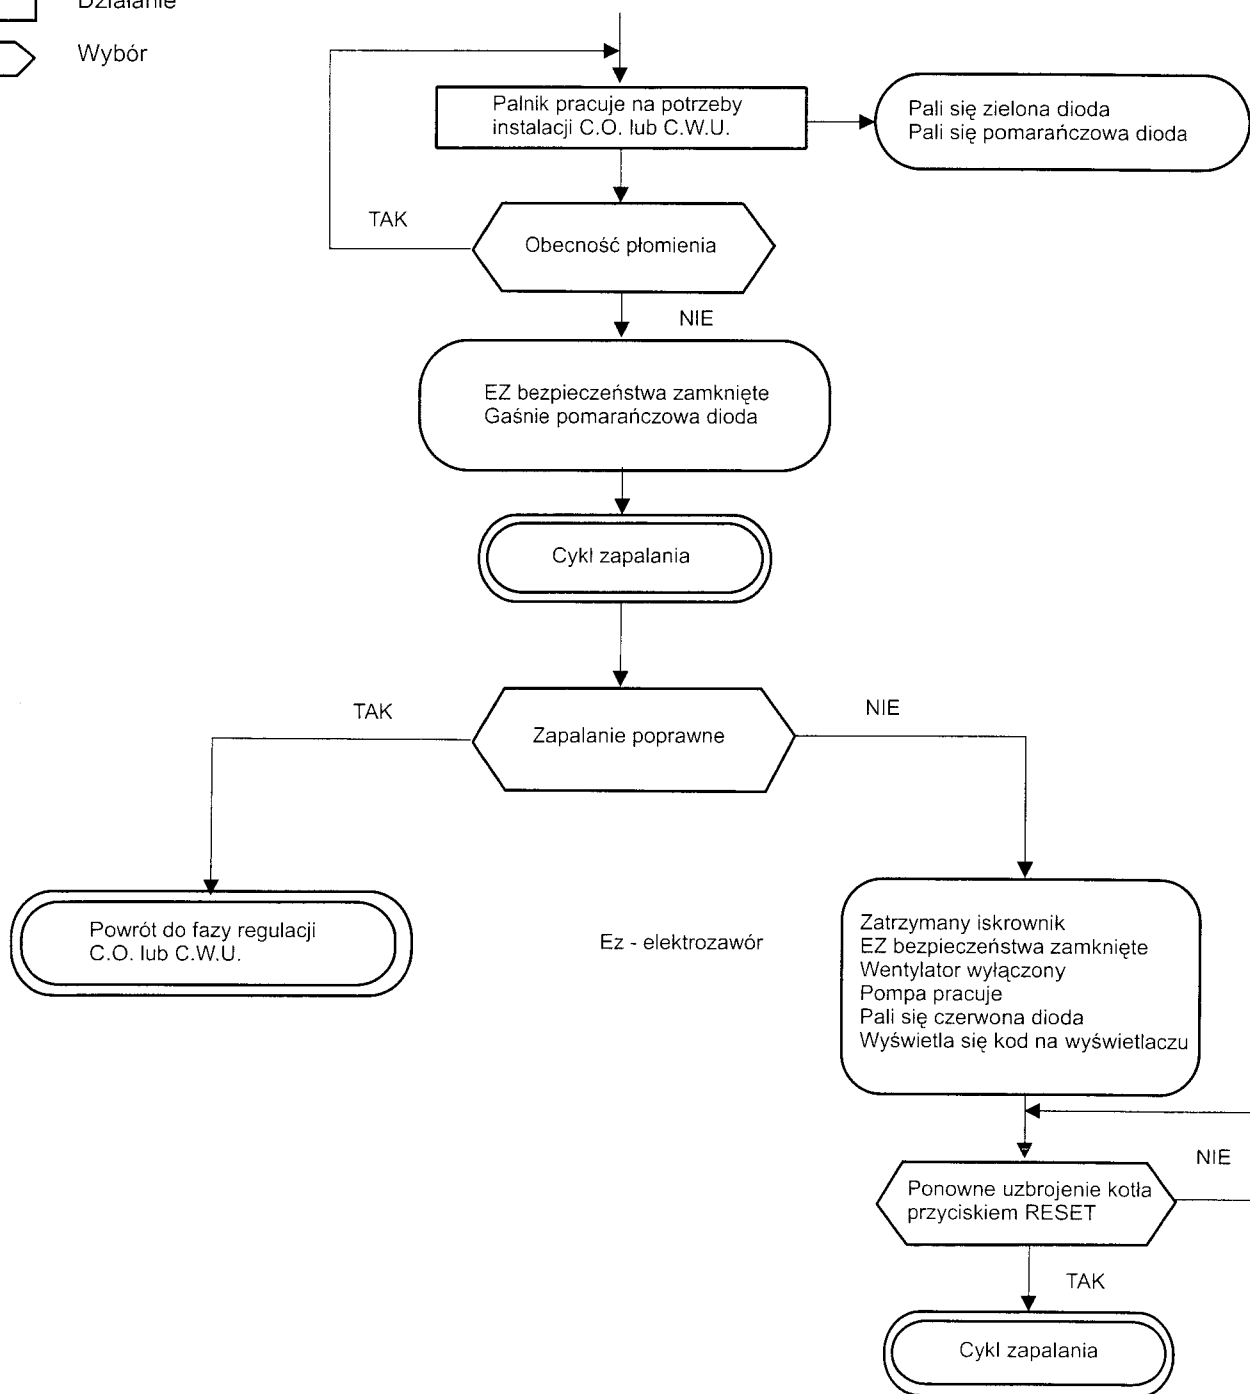 Działanie
Wybór
Palnik pracuje na potrzeby
instalacji C.O. lub C.W.U.
Pali się zielona dioda
Pali się pomarańczowa dioda
TAK
Obecność płomienia
NIE
EZ bezpieczeństwa zamknięte
Gaśnie pomarańczowa dioda
Cykl zapalania
TAK
Zapalanie poprawne
NIE
Powrót do fazy regulacji
C.O. lub C.W.U.
Ez - elektrozawór
Zatrzymany iskrownik
EZ bezpieczeństwa zamknięte
Wentylator wyłączony
Pompa pracuje
Pali się czerwona dioda
Wyświetla się kod na wyświetlaczu
NIE
Ponowne uzbrojenie kotła
przyciskiem RESET
TAK
Cykl zapalania